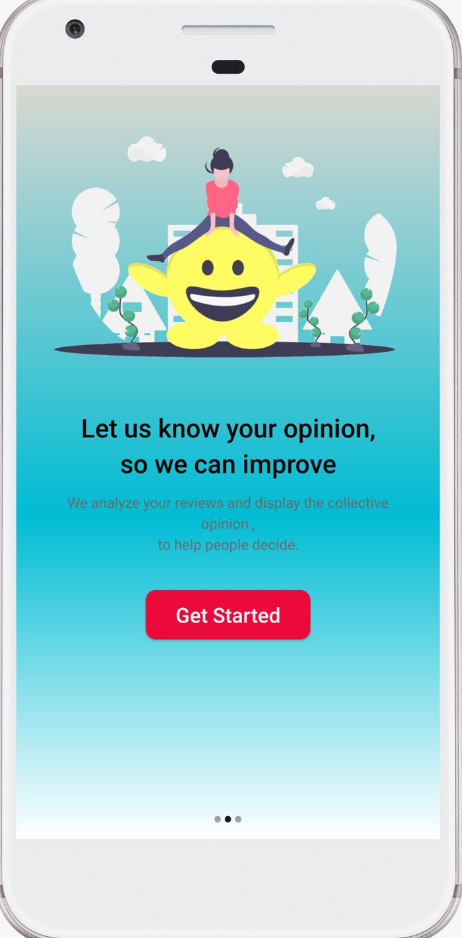 Let us know your opinion,
so we can improve
We analyze your reviews and display the collective
opinion ,
to help people decide.
Get Started